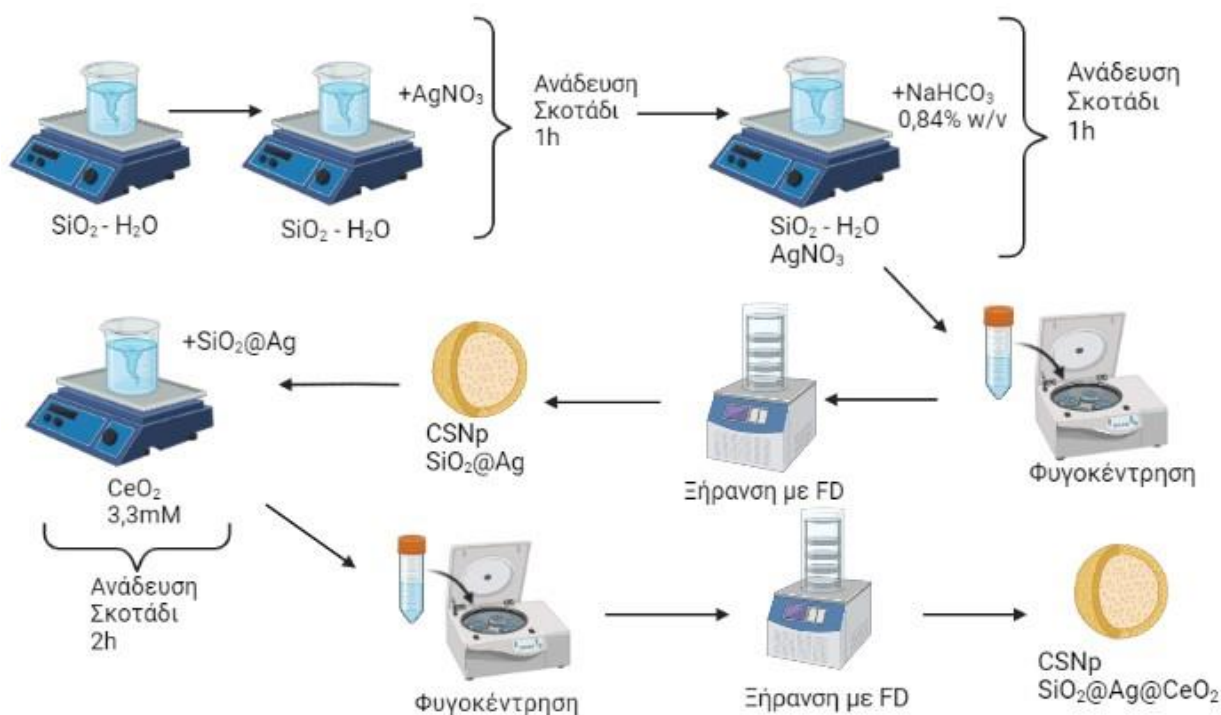 SiO₂ - H₂O
SiO₂ - H₂O
+AgNO₃
Ανάδευση
Σκοτάδι
1h
SiO₂ - H₂O
AgNO₃
+NaHCO₃
0,84% w/v
Ανάδευση
Σκοτάδι
1h
Φυγοκέντρηση
Ξήρανση με FD
CSNp
SiO₂@Ag
+SiO₂@Ag
CeO₂
3,3mM
Ανάδευση
Σκοτάδι
2h
Φυγοκέντρηση
Ξήρανση με FD
CSNp
SiO₂@Ag@CeO₂